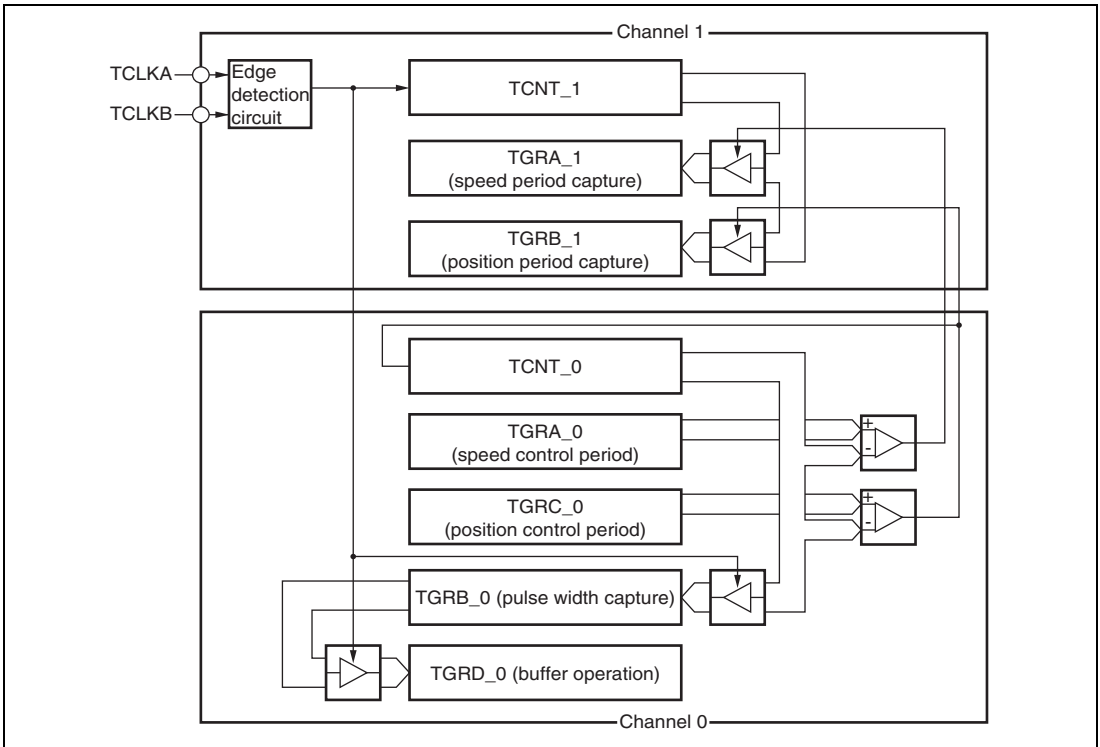 Channel 1
TCLKA
TCLKB
Edge
detection
circuit
TCNT_1
TGRA_1
(speed period capture)
TGRB_1
(position period capture)
TCNT_0
TGRA_0
(speed control period)
TGRC_0
(position control period)
+
-
+
-
TGRB_0 (pulse width capture)
TGRD_0 (buffer operation)
Channel 0